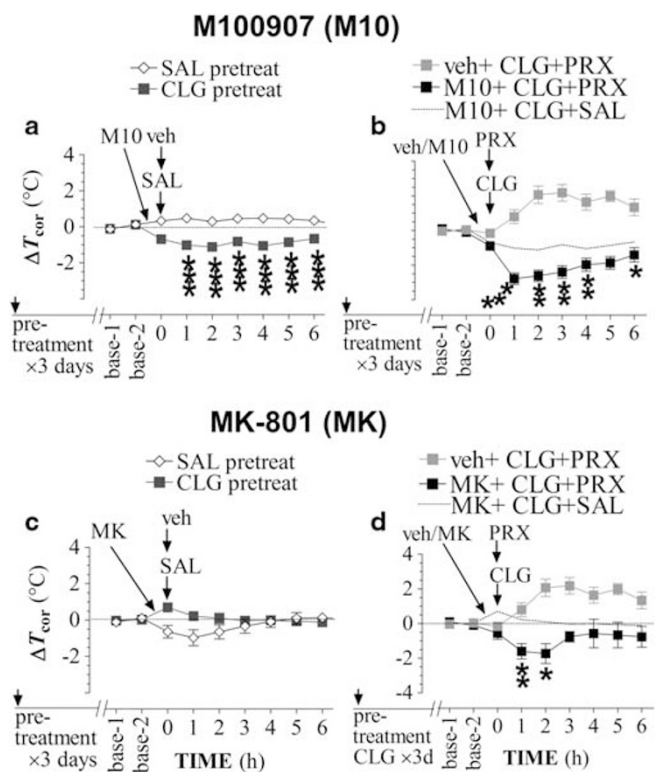 M100907 (M10)
SAL pretreat
CLG pretreat
veh+ CLG+PRX
M10+ CLG+PRX
M10+ CLG+SAL
a
M10 veh
SAL
b
PRX
veh/M10
CLG
ΔTcor (°C)
4
2
0
-2
***
***
***
***
***
***
***
**
**
**
*
pre-
treatment
×3 days
base-1
base-2
0 1 2 3 4 5 6
pre-
treatment
×3 days
base-1
base-2
0 1 2 3 4 5 6
MK-801 (MK)
SAL pretreat
CLG pretreat
veh+ CLG+PRX
MK+ CLG+PRX
MK+ CLG+SAL
c
veh
MK
SAL
d
PRX
veh/MK
CLG
ΔTcor (°C)
4
2
0
-2
4
2
0
-2
-4
**
*
pre-
treatment
×3 days
base-1
base-2
0 1 2 3 4 5 6
TIME (h)
pre-
treatment
CLG ×3d
base-1
base-2
0 1 2 3 4 5 6
TIME (h)